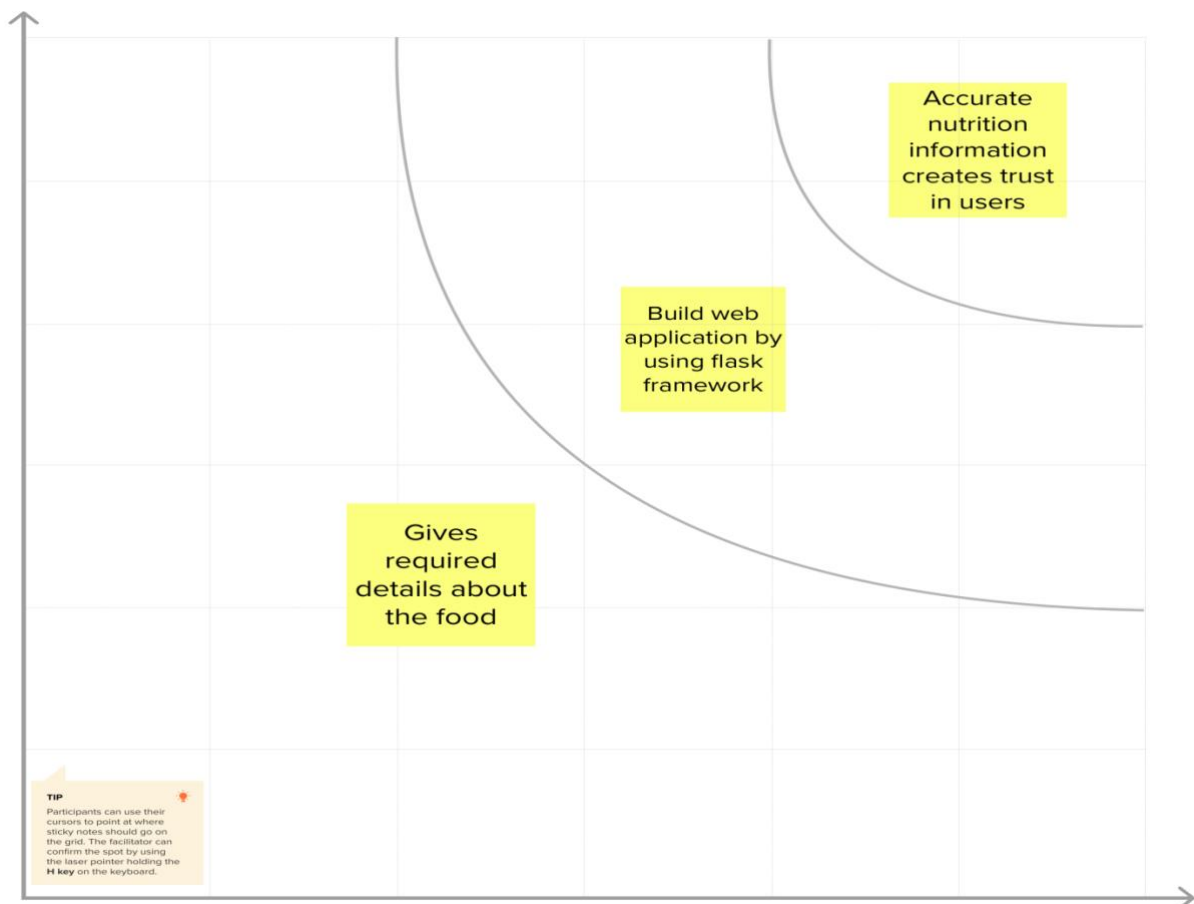 Accurate
nutrition
information
creates trust
in users
Build web
application by
using flask
framework
Gives
required
details about
the food
TIP
Participants can use their
cursors to point at where
sticky notes should go on
the grid. The facilitator can
confirm the spot by using
the laser pointer holding the
H key on the keyboard.